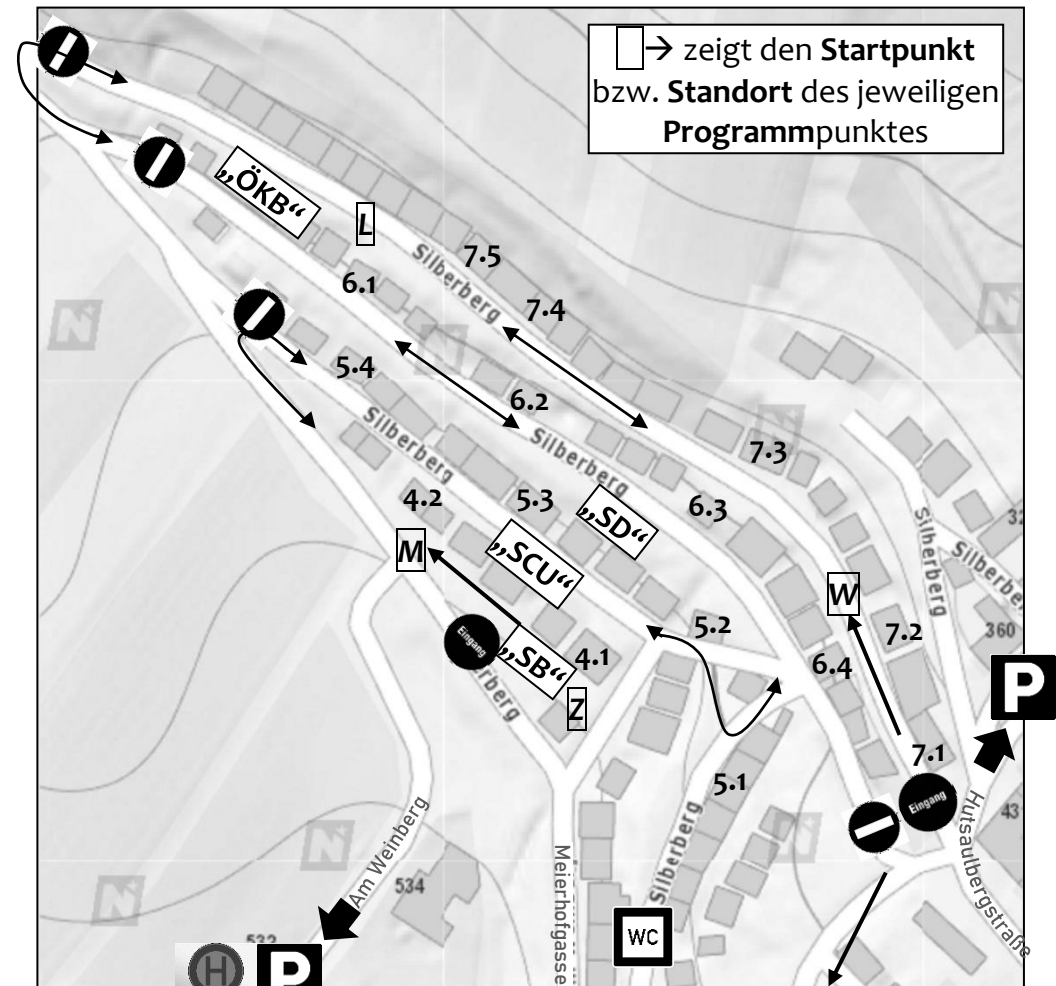 → zeigt den Startpunkt
bzw. Standort des jeweiligen
Programmpunktes
„ÖKB“
L
7.5
Silberberg
6.1
7.4
5.4
6.2
Silberberg
Silberberg
7.3
4.2
5.3
„SD“
6.3
Silberberg
M
„SCU“
W
7.2
360
Eingang
„SB“
4.1
5.2
6.4
P
Z
5.1
7.1
Eingang
Hutsaulbergstraße
43
Silberberg
Am Weinberg
534
Meierhofgasse
WC
H
P